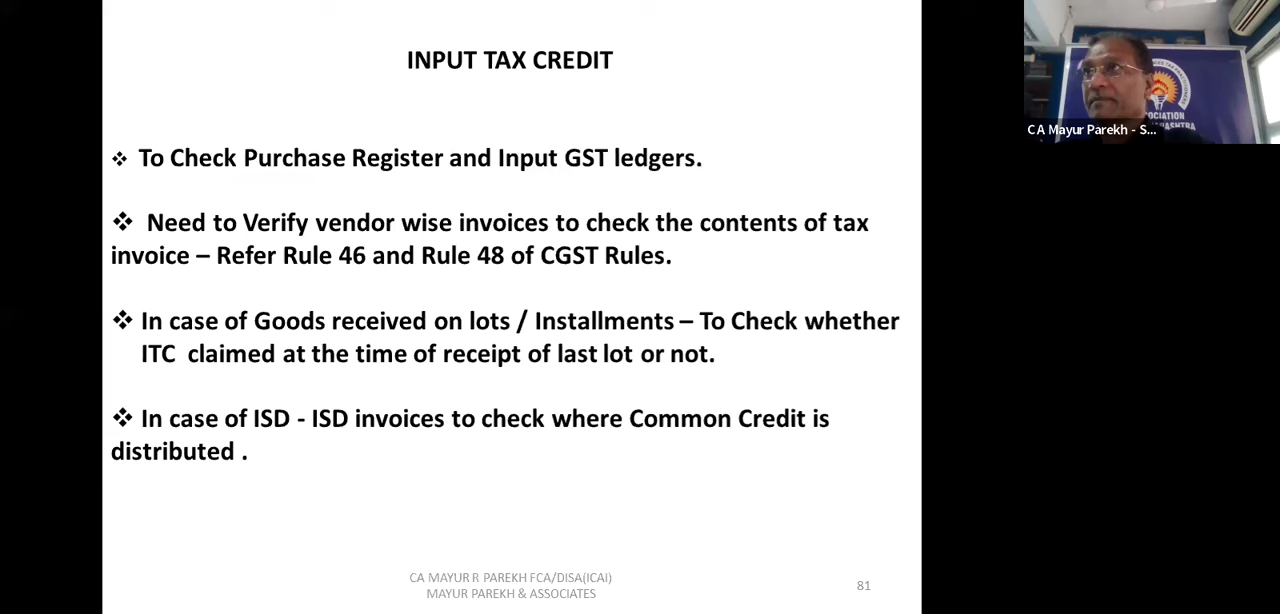 INPUT TAX CREDIT
❖ To Check Purchase Register and Input GST ledgers.
❖ Need to Verify vendor wise invoices to check the contents of tax
invoice – Refer Rule 46 and Rule 48 of CGST Rules.
❖ In case of Goods received on lots / Installments – To Check whether
ITC claimed at the time of receipt of last lot or not.
❖ In case of ISD - ISD invoices to check where Common Credit is
distributed .
CA MAYUR R PAREKH FCA/DISA(ICAI)
MAYUR PAREKH & ASSOCIATES
81
CA Mayur Parekh - S...